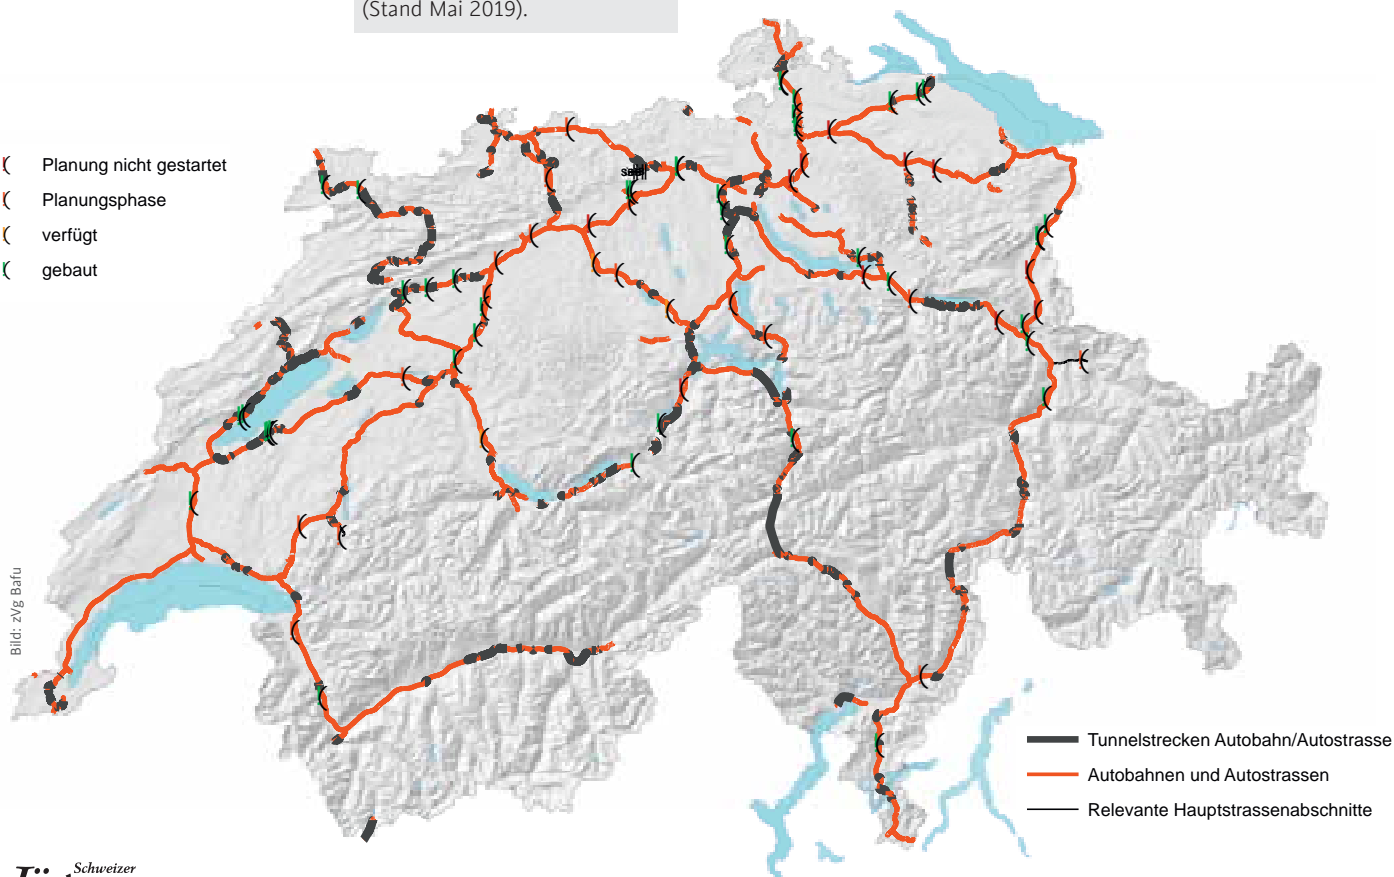 (Stand Mai 2019).
Planung nicht gestartet
Planungsphase
verfügt
gebaut
Bild: zVg Bafu
Tunnelstrecken Autobahn/Autostrasse
Autobahnen und Autostrassen
Relevante Hauptstrassenabschnitte
Schweizer